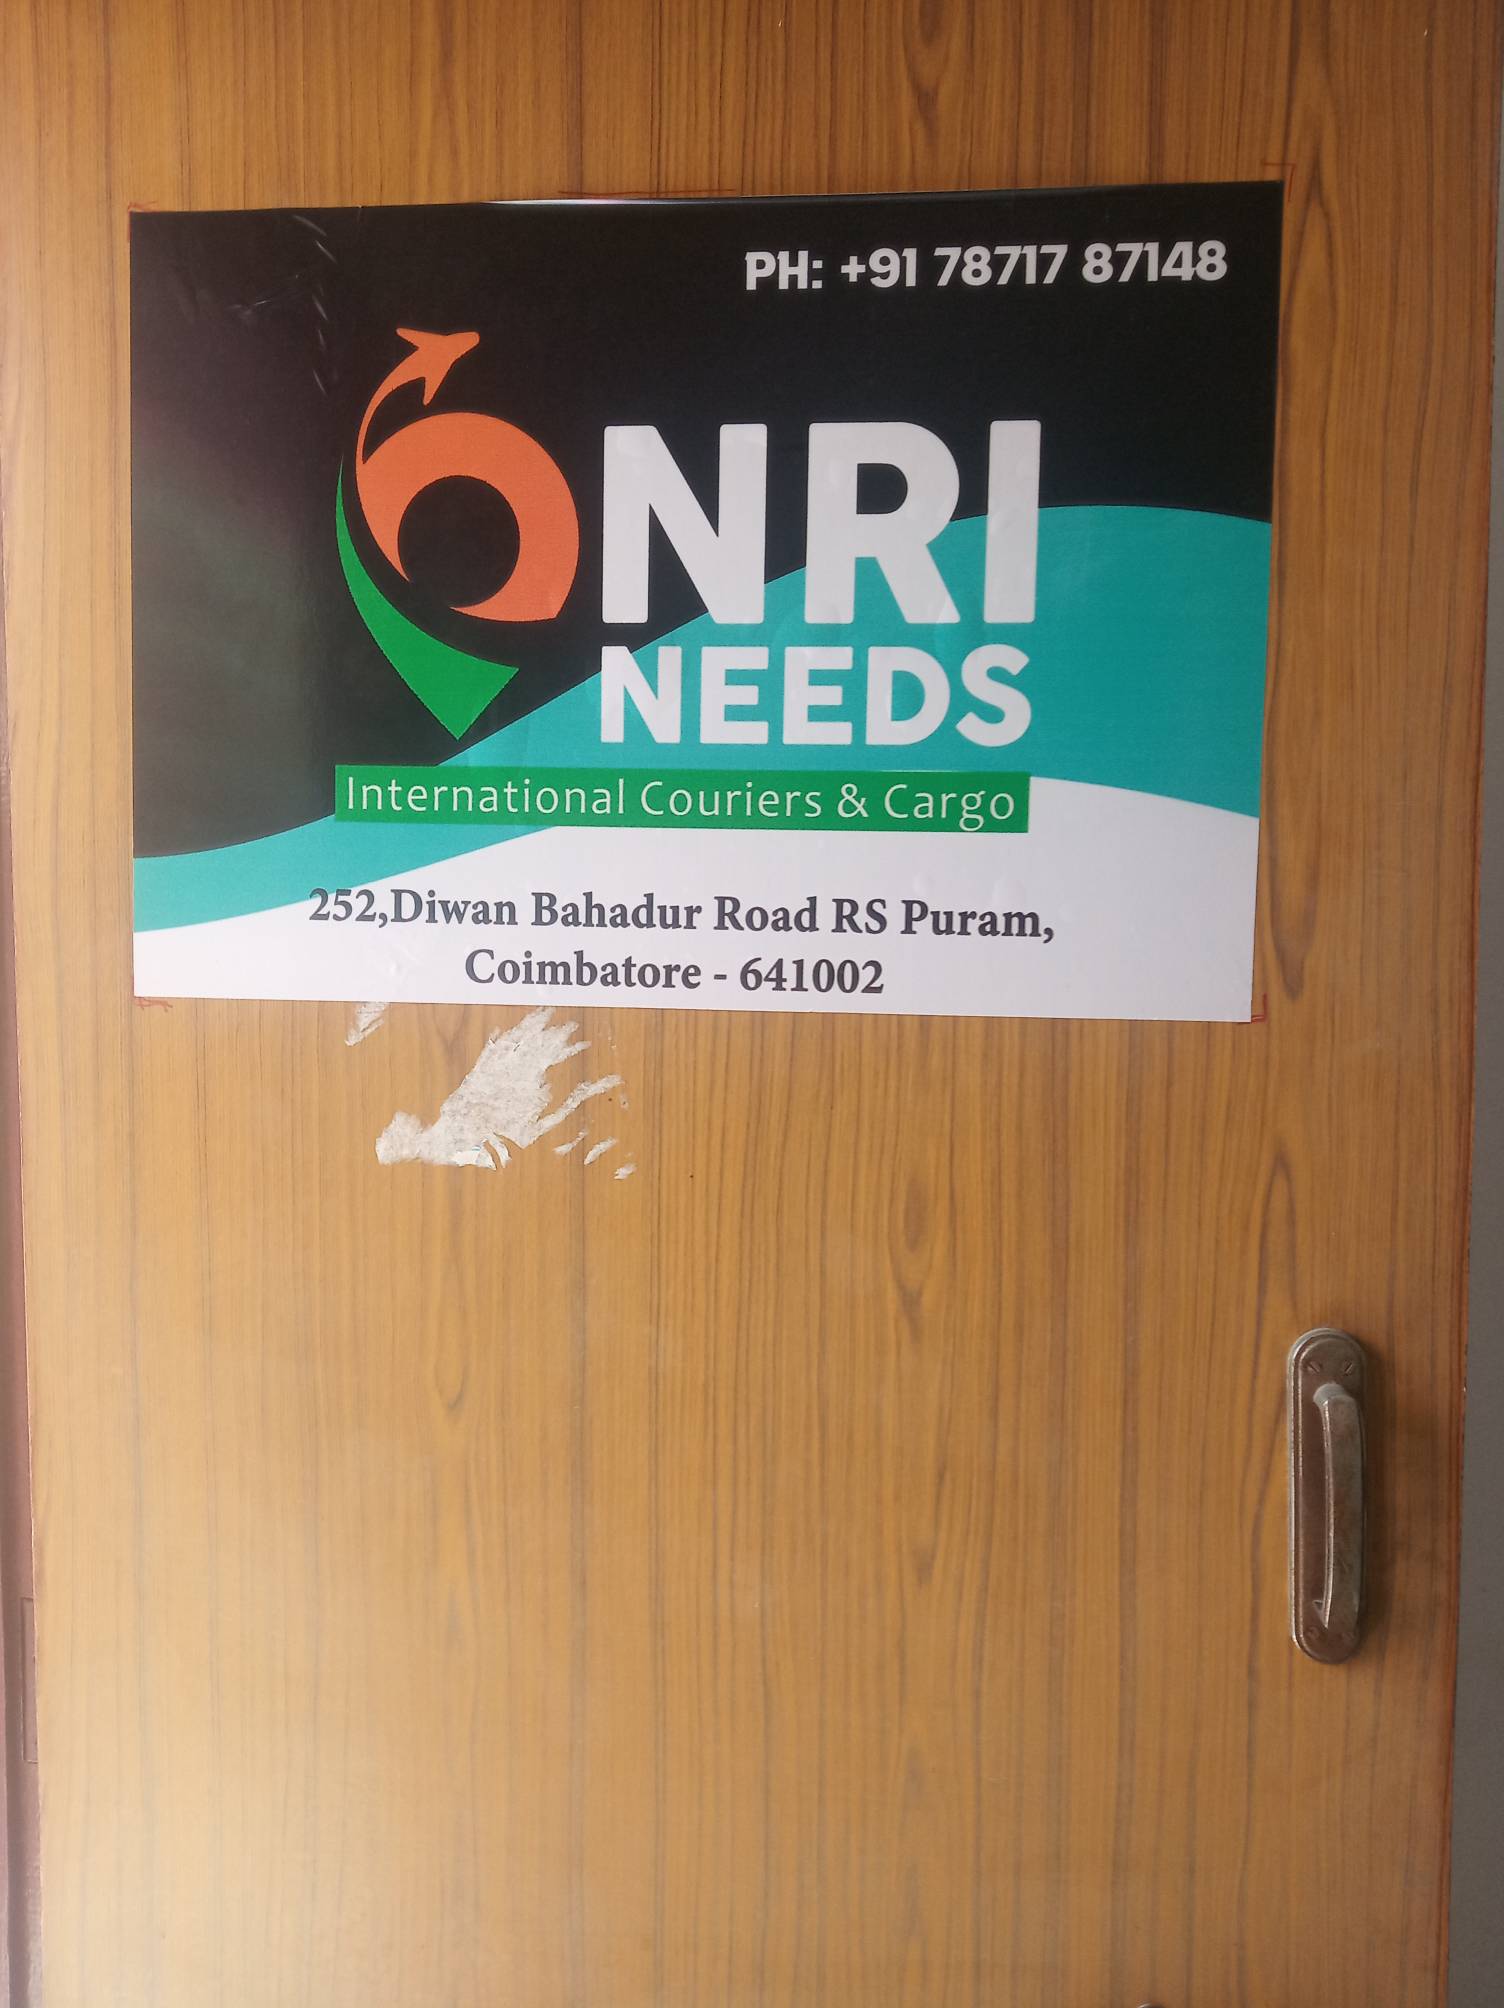 PH: +91 78717 87148
NRI
NEEDS
International Couriers & Cargo
252,Diwan Bahadur Road RS Puram,
Coimbatore - 641002